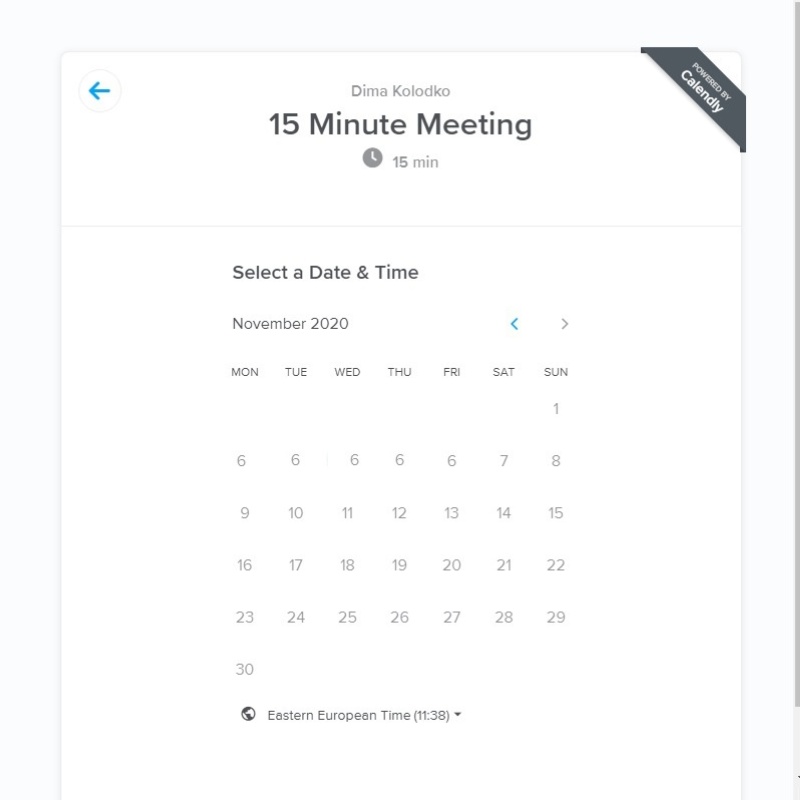 POWERED BY
Calendly
Dima Kolodko
15 Minute Meeting
15 min
Select a Date & Time
November 2020
MON TUE WED THU FRI SAT SUN
1
6 6 6 6 6 7 8
9 10 11 12 13 14 15
16 17 18 19 20 21 22
23 24 25 26 27 28 29
30
Eastern European Time (11:38)